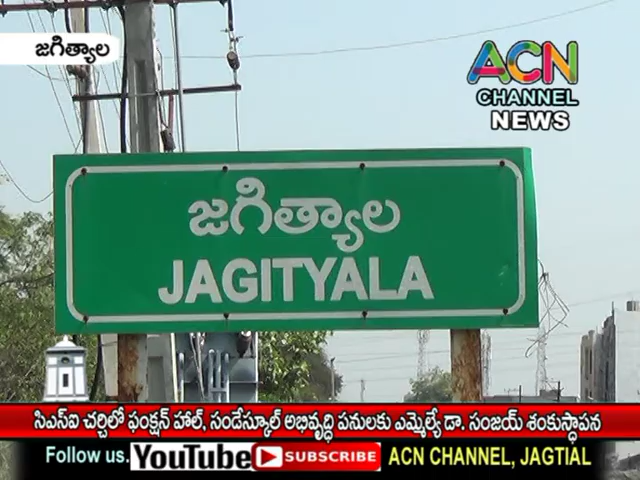 జగిత్యాల
ACN
CHANNEL
NEWS
జగిత్యాల
JAGITYALA
సిఎస్ఐ చర్చిలో ఫంక్షన్ హాల్, సండేస్కూల్ అభివృద్ధి పనులకు ఎమ్మెల్యే డా. సంజయ్ శంకుస్థాపన
Follow us. YouTube SUBSCRIBE ACN CHANNEL, JAGTIAL